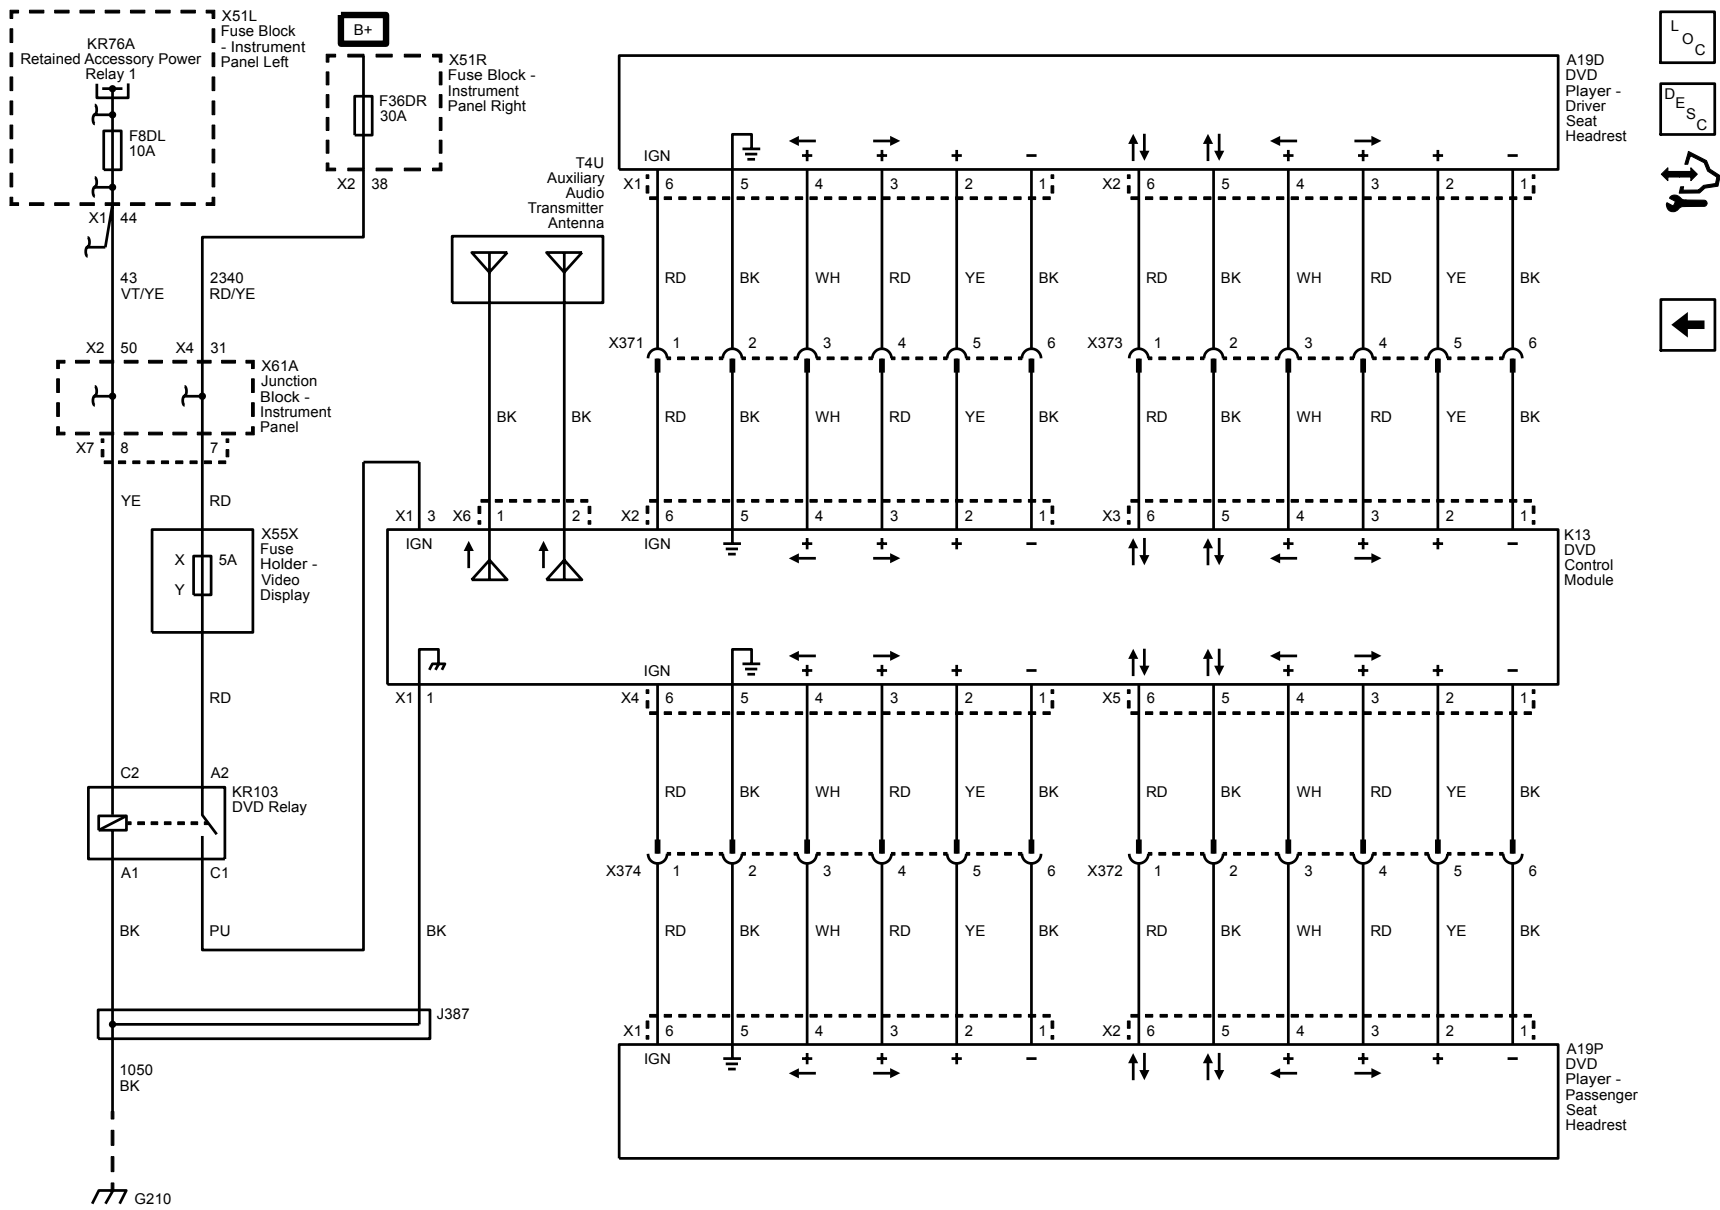 X51L
Fuse Block
- Instrument
Panel Left
KR76A
Retained Accessory Power
Relay 1
F8DL
10A
X1 44
B+
X51R
Fuse Block -
Instrument
Panel Right
F36DR
30A
X2 38
43
VT/YE
2340
RD/YE
X2 50 X4 31
X61A
Junction
Block -
Instrument
Panel
X7 8 7
YE RD
X55X
Fuse
Holder -
Video
Display
X 5A
Y
RD
C2 A2
KR103
DVD Relay
A1 C1
BK PU BK
J387
1050
BK
G210
T4U
Auxiliary
Audio
Transmitter
Antenna
BK BK
A19D
DVD
Player -
Driver
Seat
Headrest
IGN + + + − + + + −
X1 6 5 4 3 2 1 X2 6 5 4 3 2 1
RD BK WH RD YE BK RD BK WH RD YE BK
X371 1 2 3 4 5 6 X373 1 2 3 4 5 6
RD BK WH RD YE BK RD BK WH RD YE BK
X1 3 X6 1 2 X2 6 5 4 3 2 1 X3 6 5 4 3 2 1
IGN IGN + + + − + + + −
K13
DVD
Control
Module
IGN + + + − + + + −
X1 1 X4 6 5 4 3 2 1 X5 6 5 4 3 2 1
RD BK WH RD YE BK RD BK WH RD YE BK
X374 1 2 3 4 5 6 X372 1 2 3 4 5 6
RD BK WH RD YE BK RD BK WH RD YE BK
X1 6 5 4 3 2 1 X2 6 5 4 3 2 1
IGN + + + − + + + −
A19P
DVD
Player -
Passenger
Seat
Headrest
LOC
DESC